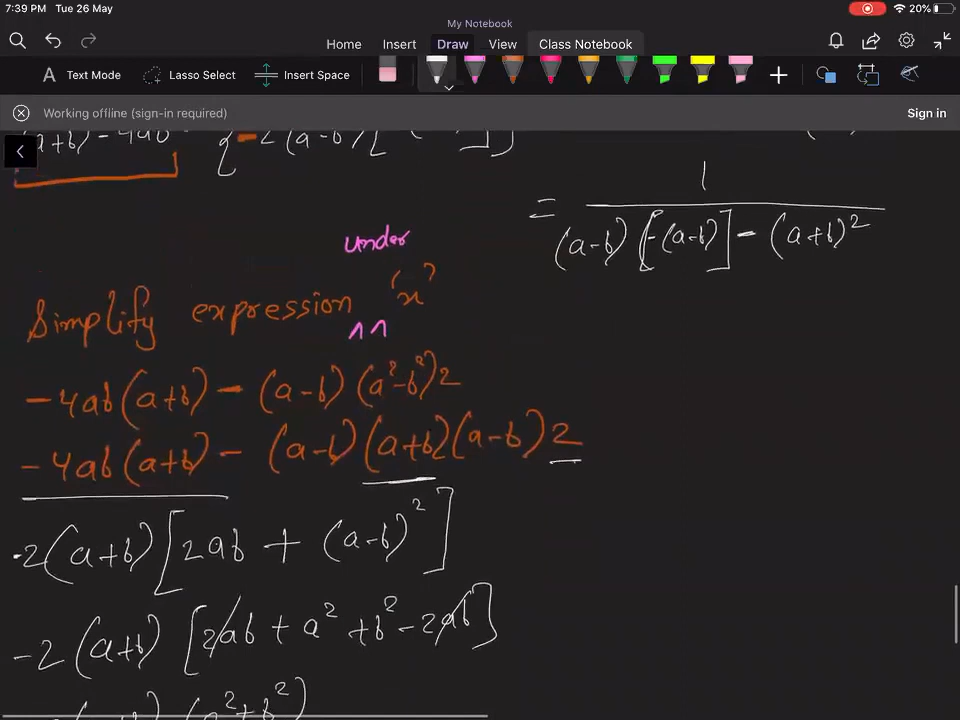 7:39 PM Tue 26 May
20%
My Notebook
Home Insert Draw View Class Notebook
A Text Mode Lasso Select Insert Space
Working offline (sign-in required) Sign in
= 1 / (a-b)[-(a-b)] - (a+b)²
under
Simplify expression 'x'
-4ab(a+b) - (a-b)(a²-b²)2
-4ab(a+b) - (a-b)(a+b)(a-b)2
-2(a+b)[2ab + (a-b)²]
-2(a+b)[2ab + a² + b² - 2ab]
(a²+b²)